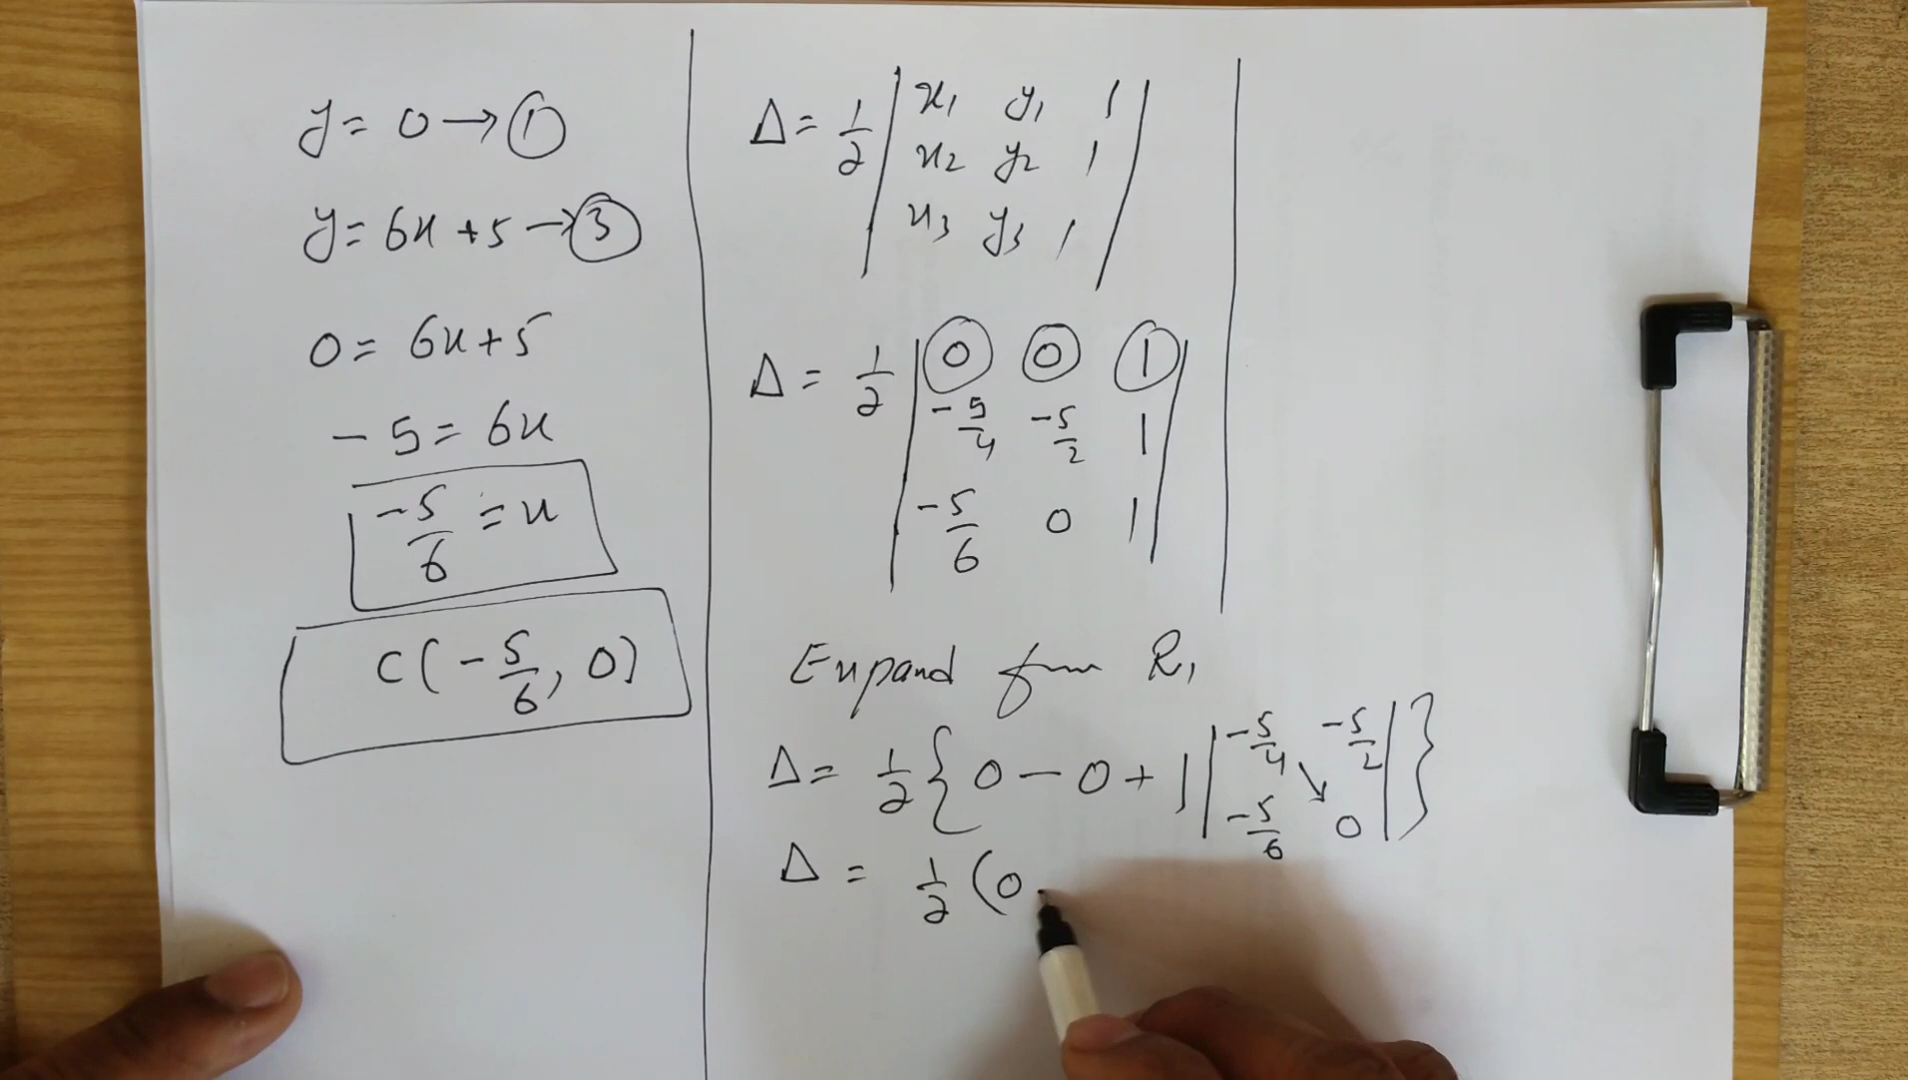 y = 0 → ①
y = 6x + 5 → ③
0 = 6x + 5
- 5 = 6x
-5/6 = x
C(-5/6, 0)
Δ = 1/2 | x₁ y₁ 1 |
| x₂ y₂ 1 |
| x₃ y₃ 1 |
Δ = 1/2 | 0 0 1 |
| -5/4 -5/2 1 |
| -5/6 0 1 |
Expand from R₁
Δ = 1/2 { 0 - 0 + 1 | -5/4 -5/2 | }
| -5/6 0 |
Δ = 1/2 (0